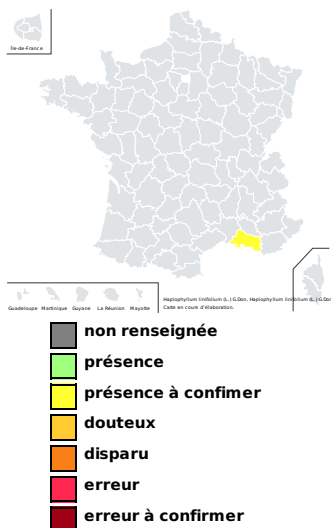 Île-de-France
Guadeloupe Martinique Guyane La Réunion Mayotte
Haplophyllum linifolium (L.) G.Don, Haplophyllum linifolium (L.) G.Don
Carte en cours d'élaboration.
non renseignée
présence
présence à confimer
douteux
disparu
erreur
erreur à confirmer